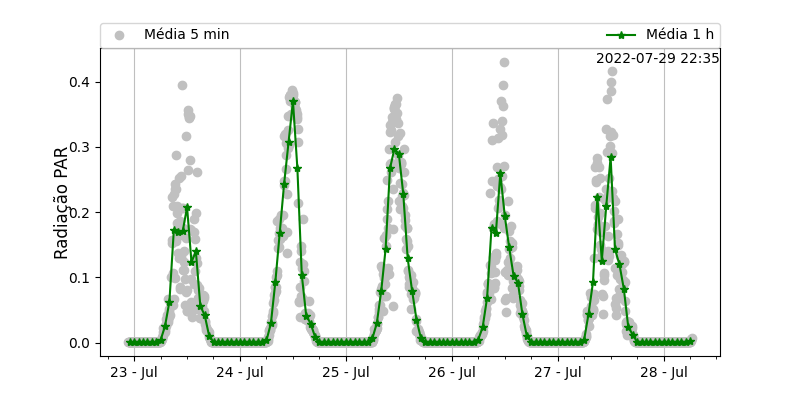 Média 5 min
Média 1 h
2022-07-29 22:35
Radiação PAR
0.4
0.3
0.2
0.1
0.0
23 - Jul
24 - Jul
25 - Jul
26 - Jul
27 - Jul
28 - Jul